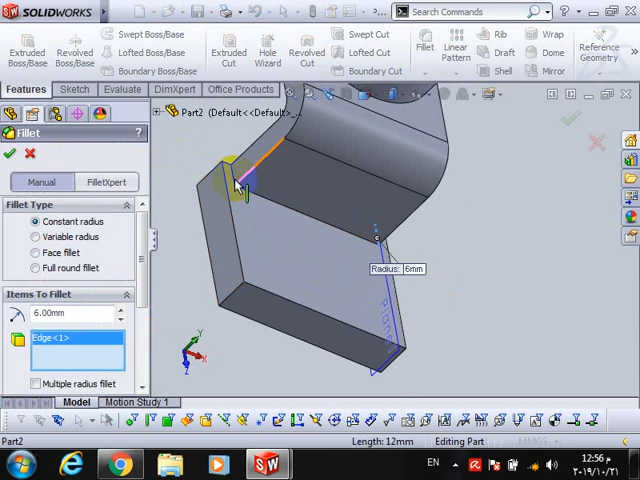 SOLIDWORKS
Search Commands
Extruded Boss/Base
Revolved Boss/Base
Swept Boss/Base
Lofted Boss/Base
Boundary Boss/Base
Extruded Cut
Hole Wizard
Revolved Cut
Swept Cut
Lofted Cut
Boundary Cut
Fillet
Linear Pattern
Rib
Draft
Shell
Wrap
Dome
Mirror
Reference Geometry
Features
Sketch
Evaluate
DimXpert
Office Products
Part2 (Default<<Default>_...
Fillet
?
Manual
FilletXpert
Fillet Type
Constant radius
Variable radius
Face fillet
Full round fillet
Items To Fillet
6.00mm
Edge<1>
Multiple radius fillet
Radius: 6mm
Y
X
Z
Model
Motion Study 1
Part2
Length: 12mm
Editing Part
MMGS
EN
12:56 م
٢٠١٩/١٠/٢١